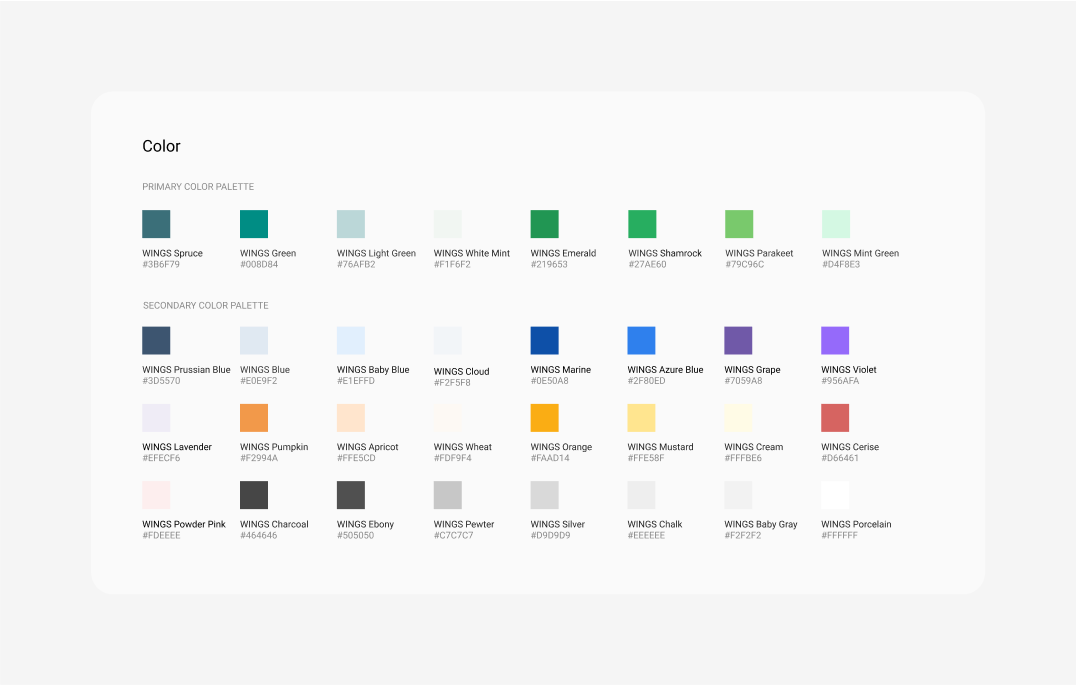 Color
PRIMARY COLOR PALETTE
WINGS Spruce
#3B6F79
WINGS Green
#008D84
WINGS Light Green
#76AFB2
WINGS White Mint
#F1F6F2
WINGS Emerald
#219653
WINGS Shamrock
#27AE60
WINGS Parakeet
#79C96C
WINGS Mint Green
#D4F8E3
SECONDARY COLOR PALETTE
WINGS Prussian Blue
#3D5570
WINGS Blue
#E0E9F2
WINGS Baby Blue
#E1EFFD
WINGS Cloud
#F2F5F8
WINGS Marine
#0E50A8
WINGS Azure Blue
#2F80ED
WINGS Grape
#7059A8
WINGS Violet
#956AFA
WINGS Lavender
#EFECF6
WINGS Pumpkin
#F2994A
WINGS Apricot
#FFE5CD
WINGS Wheat
#FDF9F4
WINGS Orange
#FAAD14
WINGS Mustard
#FFE58F
WINGS Cream
#FFFBE6
WINGS Cerise
#D66461
WINGS Powder Pink
#FDEEEE
WINGS Charcoal
#464646
WINGS Ebony
#505050
WINGS Pewter
#C7C7C7
WINGS Silver
#D9D9D9
WINGS Chalk
#EEEEEE
WINGS Baby Gray
#F2F2F2
WINGS Porcelain
#FFFFFF